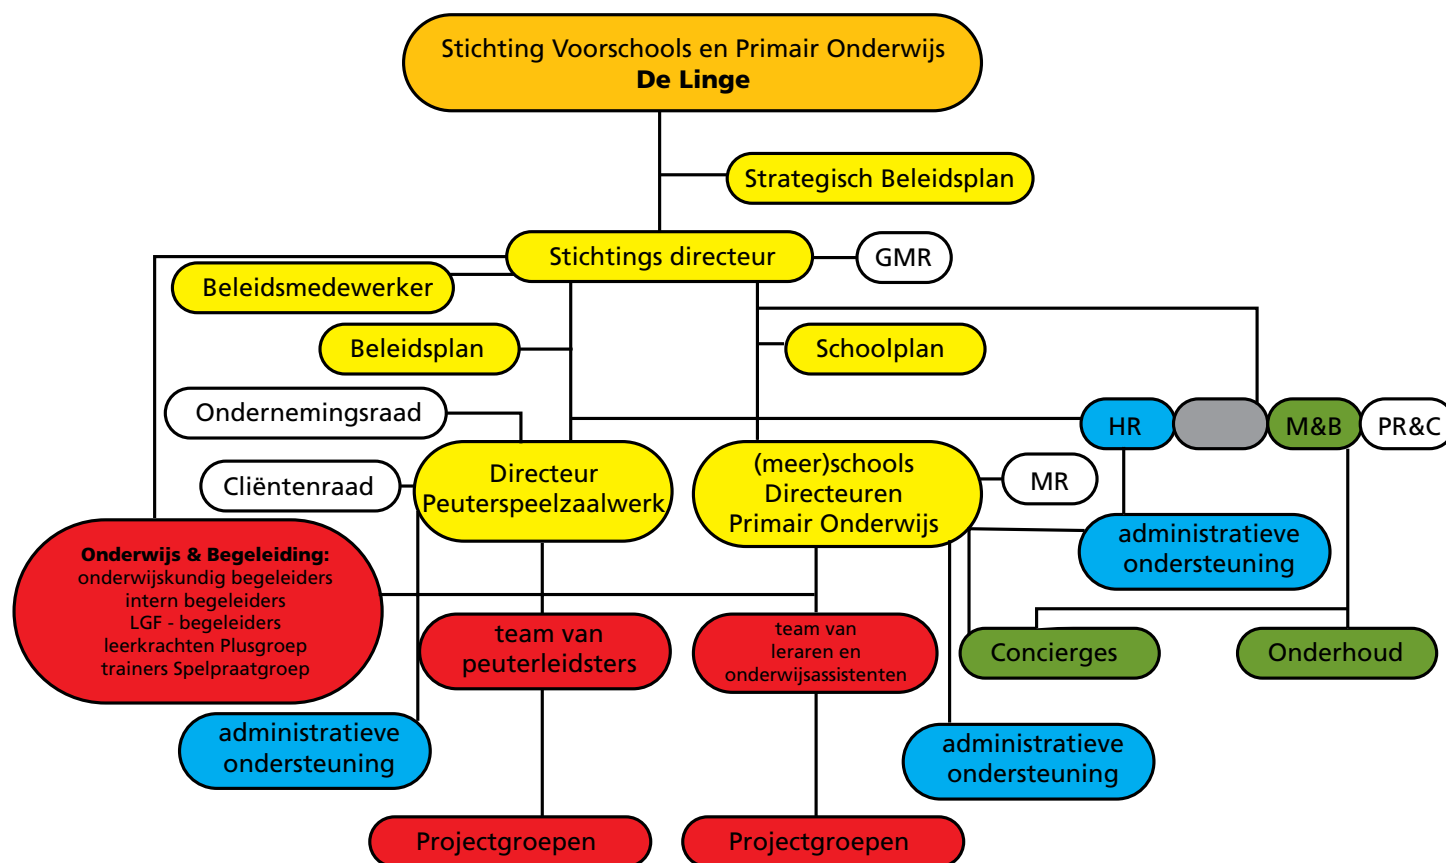 Stichting Voorschools en Primair Onderwijs
De Linge
Strategisch Beleidsplan
Stichtings directeur
GMR
Beleidsmedewerker
Beleidsplan
Schoolplan
Ondernemingsraad
HR
M&B
PR&C
Cliëntenraad
Directeur
Peuterspeelzaalwerk
(meer)schools
Directeuren
Primair Onderwijs
MR
administratieve
ondersteuning
Onderwijs & Begeleiding:
onderwijskundig begeleiders
intern begeleiders
LGF - begeleiders
leerkrachten Plusgroep
trainers Spelpraatgroep
team van
peuterleidsters
team van
leraren en
onderwijsassistenten
Concierges
Onderhoud
administratieve
ondersteuning
administratieve
ondersteuning
Projectgroepen
Projectgroepen